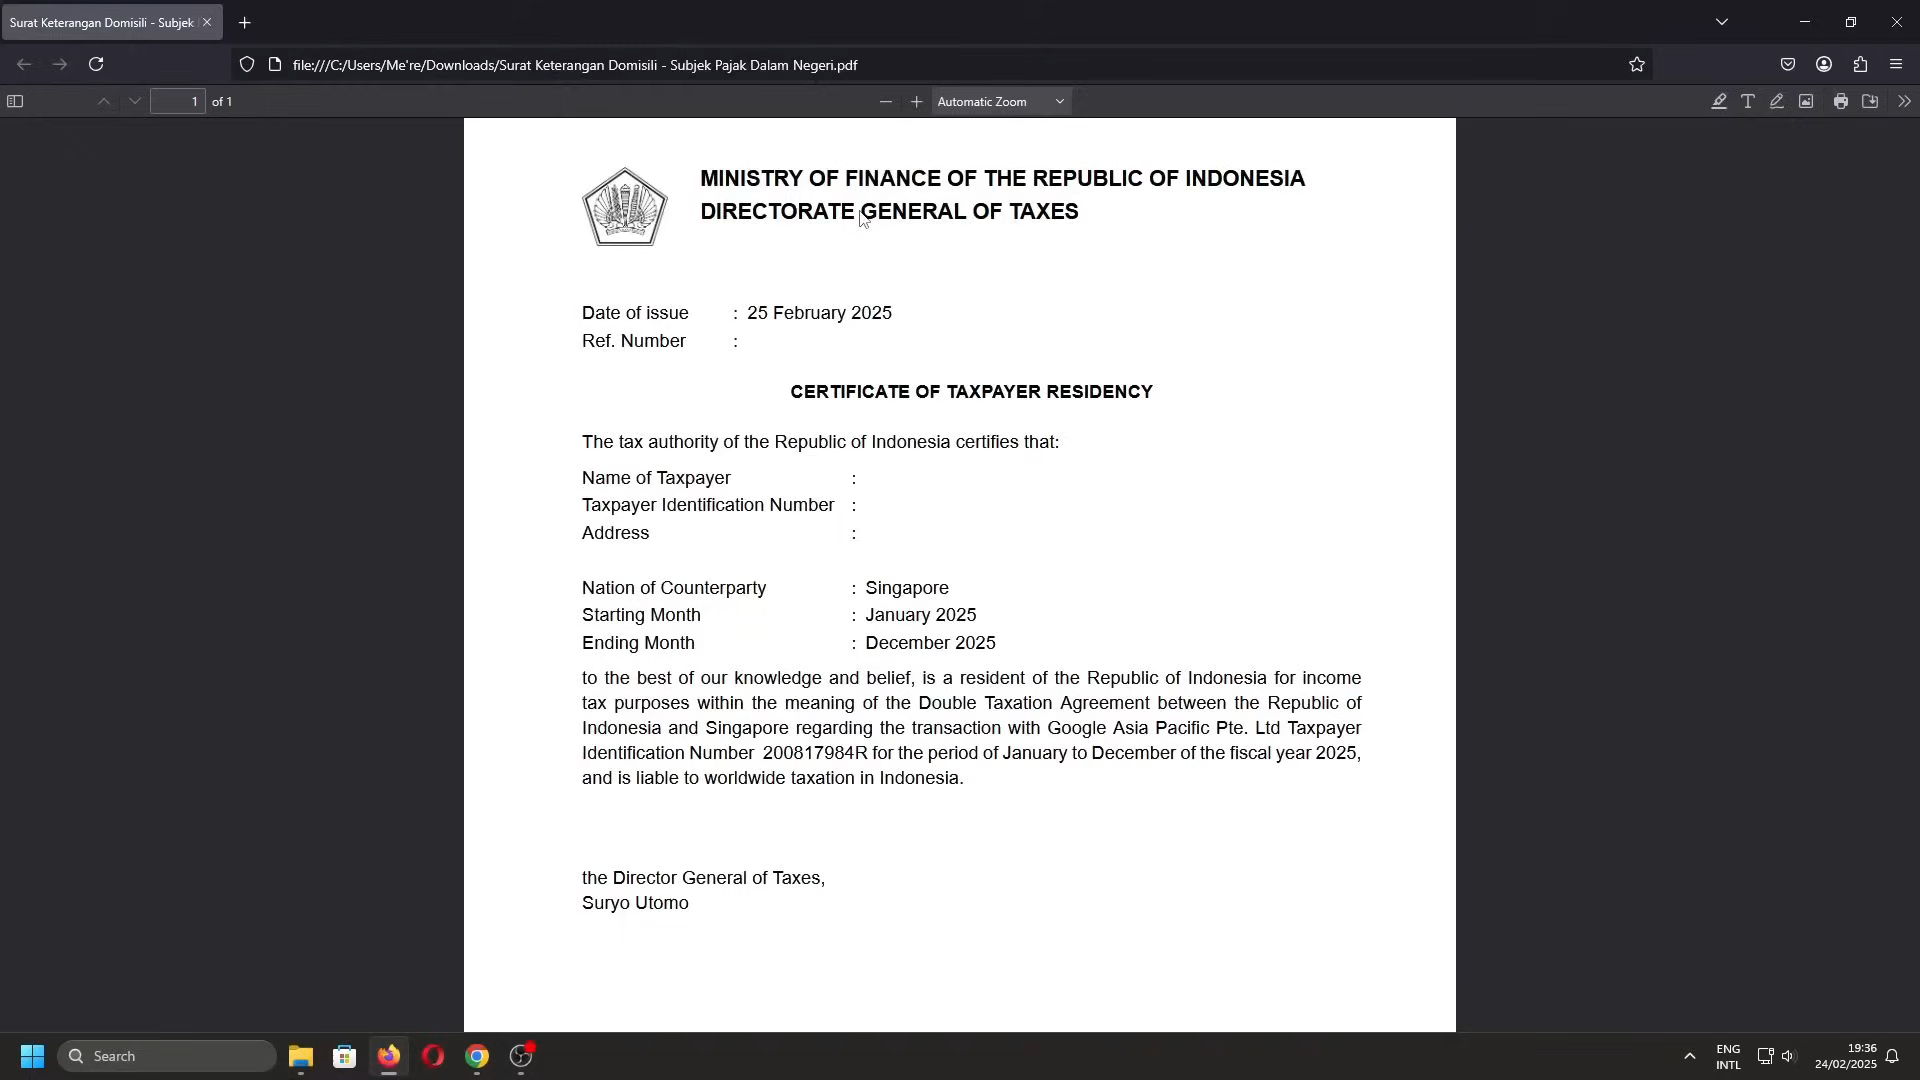 Surat Keterangan Domisili - Subjek
file:///C:/Users/Me're/Downloads/Surat Keterangan Domisili - Subjek Pajak Dalam Negeri.pdf
1 of 1
Automatic Zoom
MINISTRY OF FINANCE OF THE REPUBLIC OF INDONESIA
DIRECTORATE GENERAL OF TAXES
Date of issue : 25 February 2025
Ref. Number :
CERTIFICATE OF TAXPAYER RESIDENCY
The tax authority of the Republic of Indonesia certifies that:
Name of Taxpayer :
Taxpayer Identification Number :
Address :
Nation of Counterparty : Singapore
Starting Month : January 2025
Ending Month : December 2025
to the best of our knowledge and belief, is a resident of the Republic of Indonesia for income
tax purposes within the meaning of the Double Taxation Agreement between the Republic of
Indonesia and Singapore regarding the transaction with Google Asia Pacific Pte. Ltd Taxpayer
Identification Number 200817984R for the period of January to December of the fiscal year 2025,
and is liable to worldwide taxation in Indonesia.
the Director General of Taxes,
Suryo Utomo
Search
ENG
INTL
19:36
24/02/2025